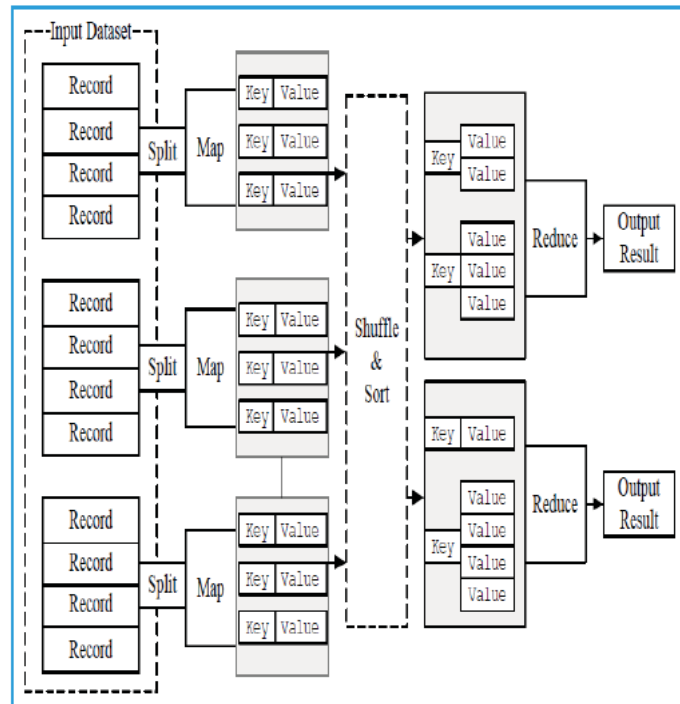 Input Dataset
Record
Record
Record
Record
Split
Map
Key Value
Key Value
Key Value
Record
Record
Record
Record
Split
Map
Key Value
Key Value
Key Value
Record
Record
Record
Record
Split
Map
Key Value
Key Value
Key Value
Shuffle
&
Sort
Key
Value
Value
Key
Value
Value
Value
Reduce
Output
Result
Key Value
Key
Value
Value
Value
Value
Reduce
Output
Result